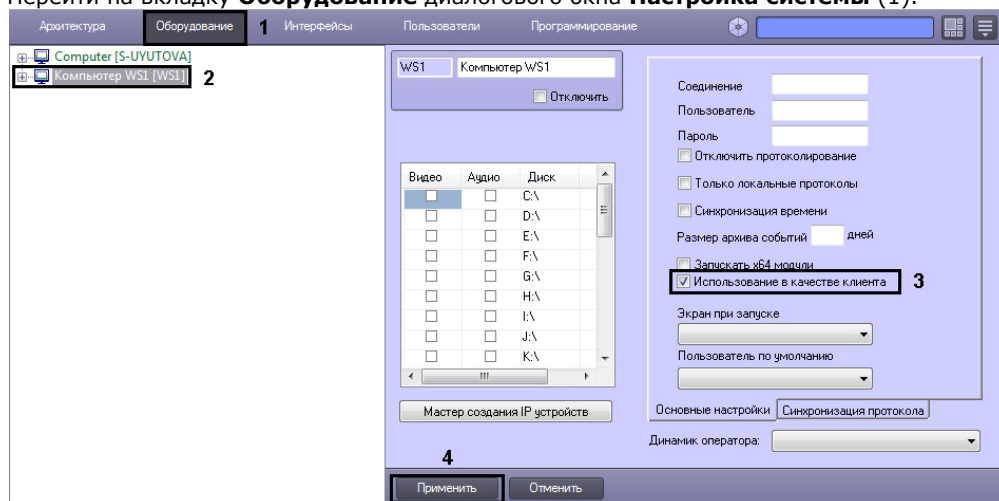 Перейти на вкладку Оборудование диалогового окна Настройка системы (1).
Архитектура Оборудование 1 Интерфейсы Пользователи Программирование
Computer [S-UYUTOVA]
Компьютер WS1 [WS1] 2
WS1 Компьютер WS1
Отключить
Видео Аудио Диск
C:\
D:\
E:\
F:\
G:\
H:\
I:\
J:\
K:\
Мастер создания IP устройств
Соединение
Пользователь
Пароль
Отключить протоколирование
Только локальные протоколы
Синхронизация времени
Размер архива событий дней
Запускать x64 модули
Использование в качестве клиента 3
Экран при запуске
Пользователь по умолчанию
Основные настройки Синхронизация протокола
Динамик оператора:
4
Применить Отменить